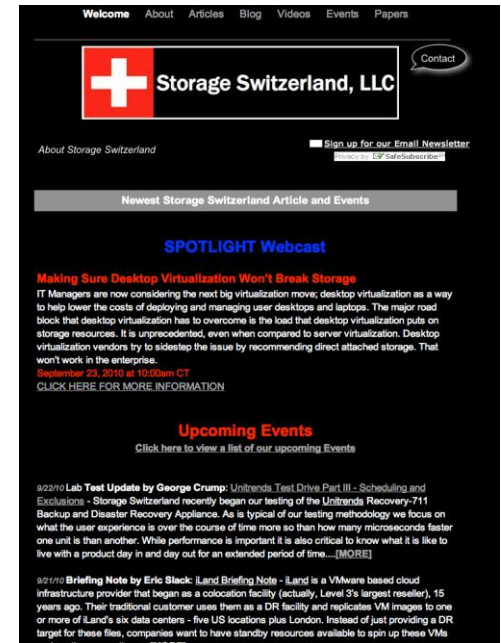 Welcome About Articles Blog Videos Events Papers
Storage Switzerland, LLC
Contact
About Storage Switzerland
Sign up for our Email Newsletter
Privacy by SafeSubscribe
Newest Storage Switzerland Article and Events
SPOTLIGHT Webcast
Making Sure Desktop Virtualization Won't Break Storage
IT Managers are now considering the next big virtualization move; desktop virtualization as a way
to help lower the costs of deploying and managing user desktops and laptops. The major road
block that desktop virtualization has to overcome is the load that desktop virtualization puts on
storage resources. It is unprecedented, even when compared to server virtualization. Desktop
virtualization vendors try to sidestep the issue by recommending direct attached storage. That
won't work in the enterprise.
September 23, 2010 at 10:00am CT
CLICK HERE FOR MORE INFORMATION
Upcoming Events
Click here to view a list of our upcoming Events
9/22/10 Lab Test Update by George Crump: Unitrends Test Drive Part III - Scheduling and
Exclusions - Storage Switzerland recently began our testing of the Unitrends Recovery-711
Backup and Disaster Recovery Appliance. As is typical of our testing methodology we focus on
what the user experience is over the course of time more so than how many microseconds faster
one unit is than another. While performance is important it is also critical to know what it is like to
live with a product day in and day out for an extended period of time....[MORE]
9/21/10 Briefing Note by Eric Slack: iLand Briefing Note - iLand is a VMware based cloud
infrastructure provider that began as a colocation facility (actually, Level 3's largest reseller), 15
years ago. Their traditional customer uses them as a DR facility and replicates VM images to one
or more of iLand's six data centers - five US locations plus London. Instead of just providing a DR
target for these files, companies want to have standby resources available to spin up these VMs